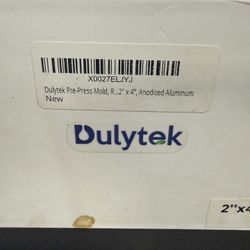 X0027ELJYJ
Dulytek Pre-Press Mold, R...2" x 4", Anodized Aluminum
New
Dulytek
2"x4